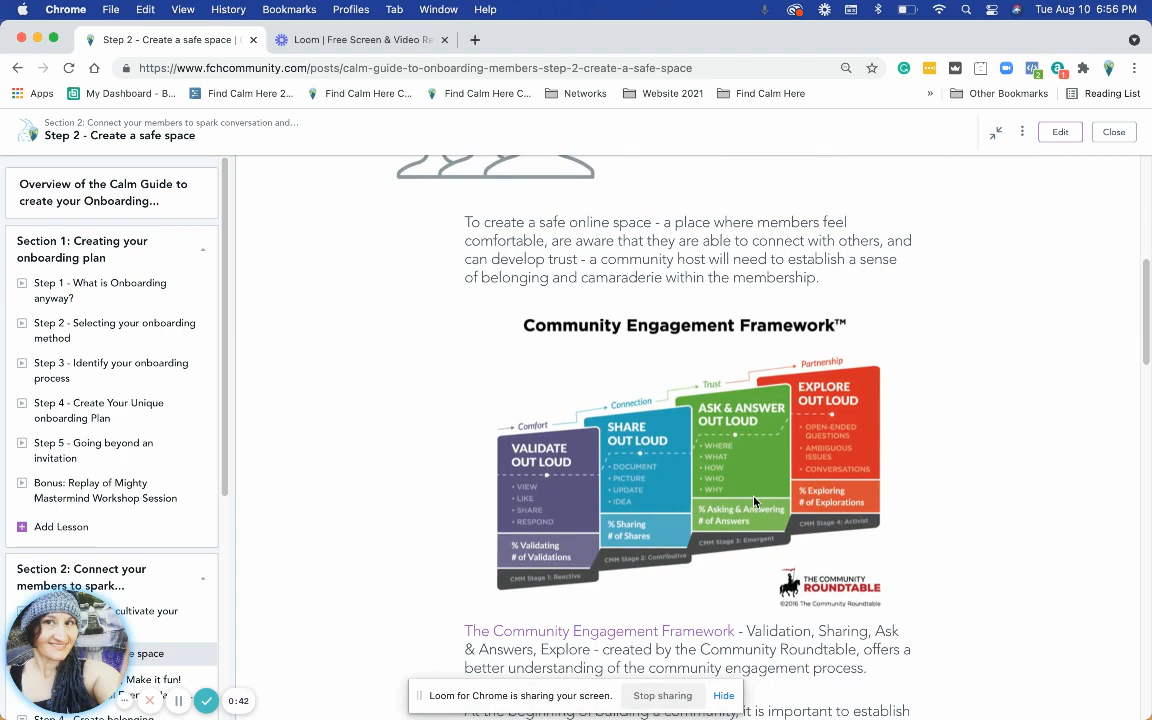 Chrome File Edit View History Bookmarks Profiles Tab Window Help
Tue Aug 10 6:56 PM
Step 2 - Create a safe space |
Loom | Free Screen & Video Re
https://www.fchcommunity.com/posts/calm-guide-to-onboarding-members-step-2-create-a-safe-space
2
1
Apps
My Dashboard - B...
Find Calm Here 2...
Find Calm Here C...
Find Calm Here C...
Networks
Website 2021
Find Calm Here
»
Other Bookmarks
Reading List
Section 2: Connect your members to spark conversation and...
Step 2 - Create a safe space
Edit
Close
Overview of the Calm Guide to
create your Onboarding...
Section 1: Creating your
onboarding plan
Step 1 - What is Onboarding
anyway?
Step 2 - Selecting your onboarding
method
Step 3 - Identify your onboarding
process
Step 4 - Create Your Unique
onboarding Plan
Step 5 - Going beyond an
invitation
Bonus: Replay of Mighty
Mastermind Workshop Session
Add Lesson
Section 2: Connect your
members to spark...
cultivate your
e space
Make it fun!
0:42
To create a safe online space - a place where members feel
comfortable, are aware that they are able to connect with others, and
can develop trust - a community host will need to establish a sense
of belonging and camaraderie within the membership.
Community Engagement Framework™
Comfort
Connection
Trust
Partnership
VALIDATE
OUT LOUD
• VIEW
• LIKE
• SHARE
• RESPOND
% Validating
# of Validations
CMM Stage 1: Reactive
SHARE
OUT LOUD
• DOCUMENT
• PICTURE
• UPDATE
• IDEA
% Sharing
# of Shares
CMM Stage 2: Contributive
ASK & ANSWER
OUT LOUD
• WHERE
• WHAT
• HOW
• WHO
• WHY
% Asking & Answering
# of Answers
CMM Stage 3: Emergent
EXPLORE
OUT LOUD
• OPEN-ENDED
QUESTIONS
• AMBIGUOUS
ISSUES
• CONVERSATIONS
% Exploring
# of Explorations
CMM Stage 4: Activist
THE COMMUNITY
ROUNDTABLE
©2016 The Community Roundtable
The Community Engagement Framework - Validation, Sharing, Ask
& Answers, Explore - created by the Community Roundtable, offers a
better understanding of the community engagement process.
Loom for Chrome is sharing your screen.
Stop sharing
Hide
At the beginning of building a community, it is important to establish